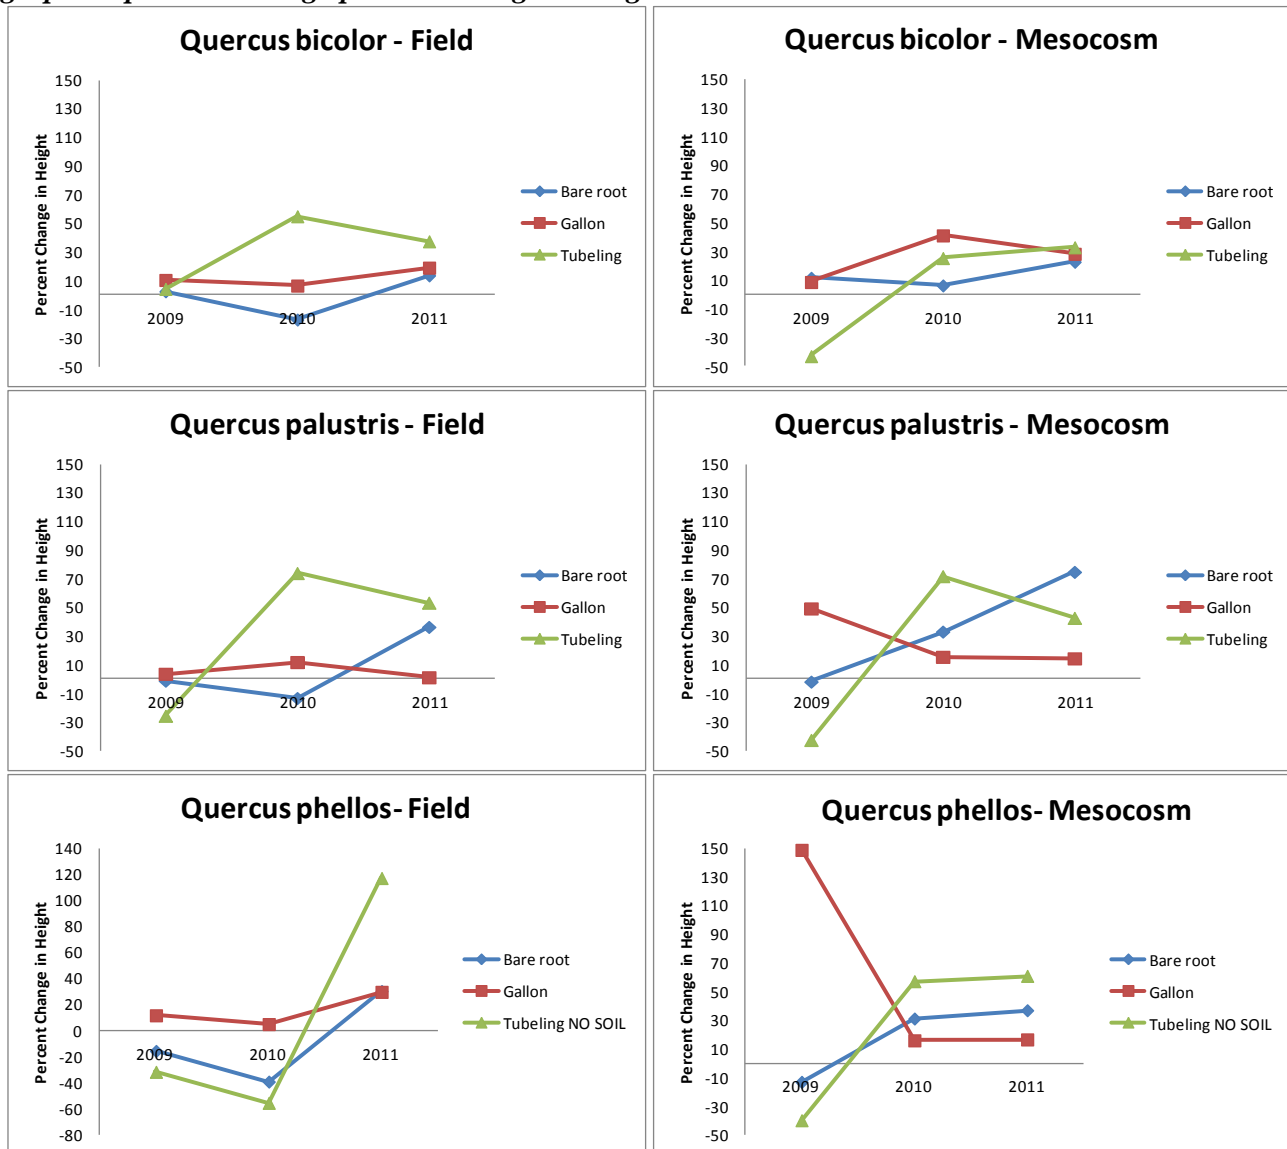 Quercus bicolor - Field
Percent Change in Height
150
130
110
90
70
50
30
10
-10
-30
-50
2009
2010
2011
Bare root
Gallon
Tubeling
Quercus bicolor - Mesocosm
Percent Change in Height
150
130
110
90
70
50
30
10
-10
-30
-50
2009
2010
2011
Bare root
Gallon
Tubeling
Quercus palustris - Field
Percent Change in Height
150
130
110
90
70
50
30
10
-10
-30
-50
2009
2010
2011
Bare root
Gallon
Tubeling
Quercus palustris - Mesocosm
Percent Change in Height
150
130
110
90
70
50
30
10
-10
-30
-50
2009
2010
2011
Bare root
Gallon
Tubeling
Quercus phellos- Field
Percent Change in Height
140
120
100
80
60
40
20
0
-20
-40
-60
-80
2009
2010
2011
Bare root
Gallon
Tubeling NO SOIL
Quercus phellos- Mesocosm
Percent Change in Height
150
130
110
90
70
50
30
10
-10
-30
-50
2009
2010
2011
Bare root
Gallon
Tubeling NO SOIL